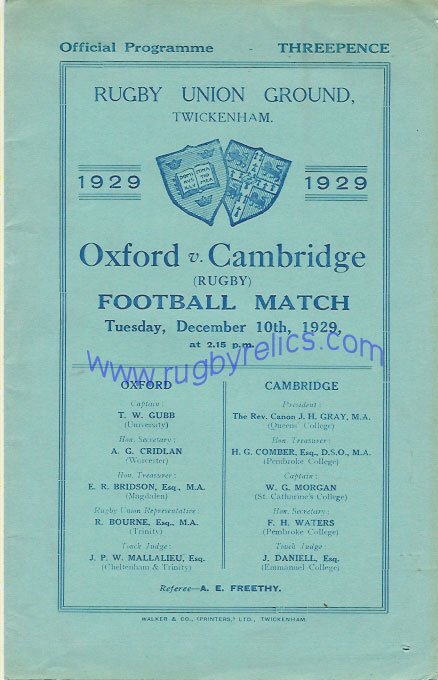 Official Programme - THREEPENCE
RUGBY UNION GROUND,
TWICKENHAM.
1929 1929
Oxford v. Cambridge
(RUGBY)
FOOTBALL MATCH
Tuesday, December 10th, 1929,
at 2.15 p.m.
www.rugbyrelics.com
OXFORD
Captain:
T. W. GUBB
(University)
Hon. Secretary:
A. G. CRIDLAN
(Worcester)
Hon. Treasurer:
E. R. BRIDSON, Esq., M.A.
(Magdalen)
Rugby Union Representative:
R. BOURNE, Esq., M.A.
(Trinity)
Touch Judge:
J. P. W. MALLALIEU, Esq.
(Cheltenham & Trinity)
CAMBRIDGE
President:
The Rev. Canon J. H. GRAY, M.A.
(Queens' College)
Hon. Treasurer:
H. G. COMBER, Esq., D.S.O., M.A.
(Pembroke College)
Captain:
W. G. MORGAN
(St. Catharine's College)
Hon. Secretary:
F. H. WATERS
(Pembroke College)
Touch Judge:
J. DANIELL, Esq.
(Emmanuel College)
Referee—A. E. FREETHY.
WALKER & CO., (PRINTERS,) LTD., TWICKENHAM